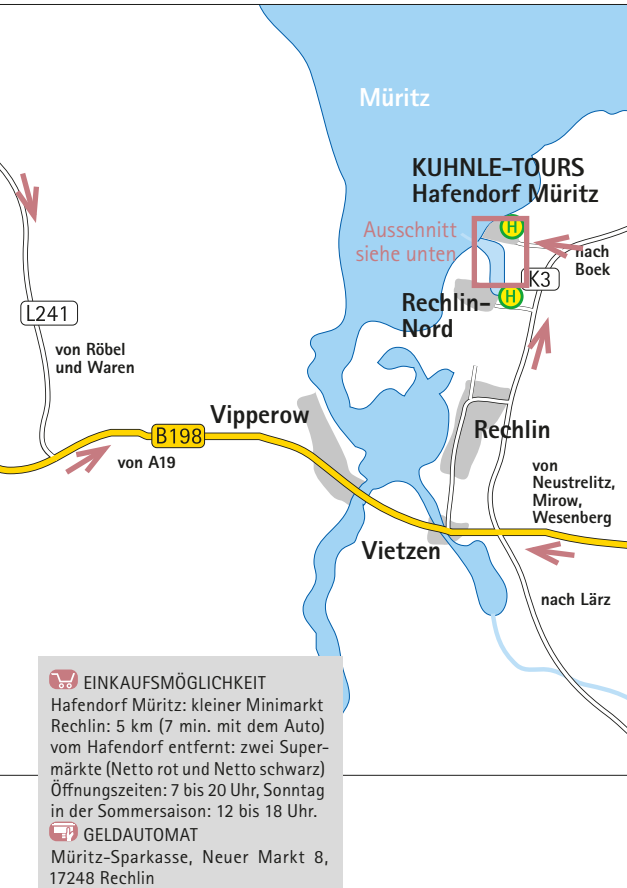 Müritz
KUHNLE-TOURS
Hafendorf Müritz
H
Ausschnitt
siehe unten
nach
Boek
K3
H
Rechlin-
Nord
L241
von Röbel
und Waren
Vipperow
B198
Rechlin
von A19
von
Neustrelitz,
Mirow,
Wesenberg
Vietzen
nach Lärz
EINKAUFSMÖGLICHKEIT
Hafendorf Müritz: kleiner Minimarkt
Rechlin: 5 km (7 min. mit dem Auto)
vom Hafendorf entfernt: zwei Super-
märkte (Netto rot und Netto schwarz)
Öffnungszeiten: 7 bis 20 Uhr, Sonntag
in der Sommersaison: 12 bis 18 Uhr.
GELDAUTOMAT
Müritz-Sparkasse, Neuer Markt 8,
17248 Rechlin